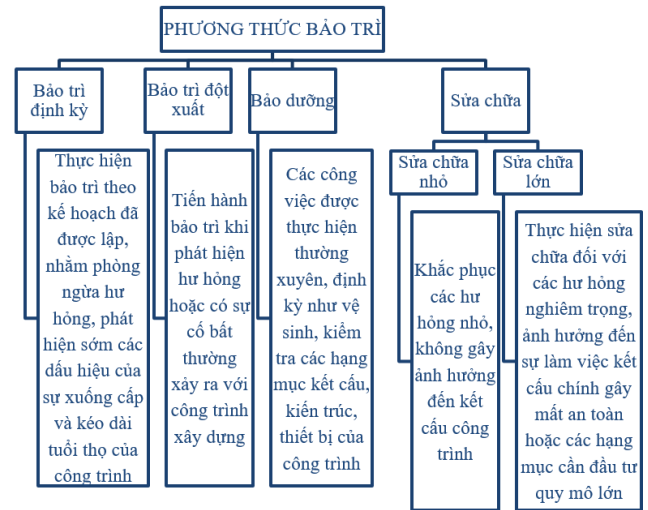 PHƯƠNG THỨC BẢO TRÌ
Bảo trì
định kỳ
Bảo trì đột
xuất
Bảo dưỡng
Sửa chữa
Sửa chữa
nhỏ
Sửa chữa
lớn
Thực hiện
bảo trì theo
kế hoạch đã
được lập,
nhằm phòng
ngừa hư
hỏng, phát
hiện sớm các
dấu hiệu của
sự xuống cấp
và kéo dài
tuổi thọ của
công trình
Tiến hành
bảo trì khi
phát hiện
hư hỏng
hoặc có sự
cố bất
thường
xảy ra với
công trình
xây dựng
Các công
việc được
thực hiện
thường
xuyên, định
kỳ như vệ
sinh, kiểm
tra các hạng
mục kết cấu,
kiến trúc,
thiết bị của
công trình
Khắc phục
các hư
hỏng nhỏ,
không gây
ảnh hưởng
đến kết
cấu công
trình
Thực hiện sửa
chữa đối với
các hư hỏng
nghiêm trọng,
ảnh hưởng đến
sự làm việc kết
cấu chính gây
mất an toàn
hoặc các hạng
mục cần đầu tư
quy mô lớn